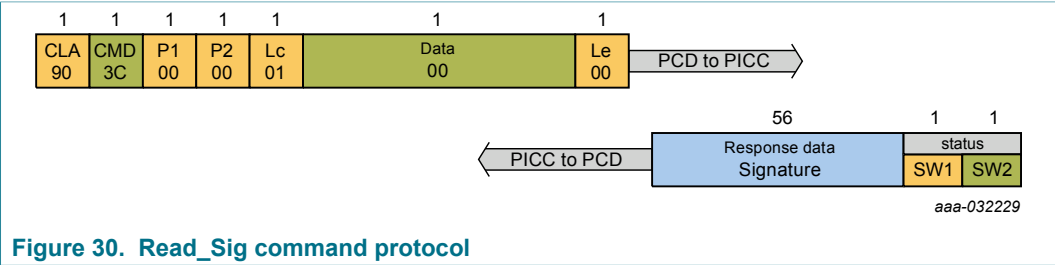 1 1 1 1 1 1 1
CLA CMD P1 P2 Lc Data Le
90 3C 00 00 01 00 00
PCD to PICC
56 1 1
Response data status
PICC to PCD
Signature SW1 SW2
aaa-032229
Figure 30. Read_Sig command protocol